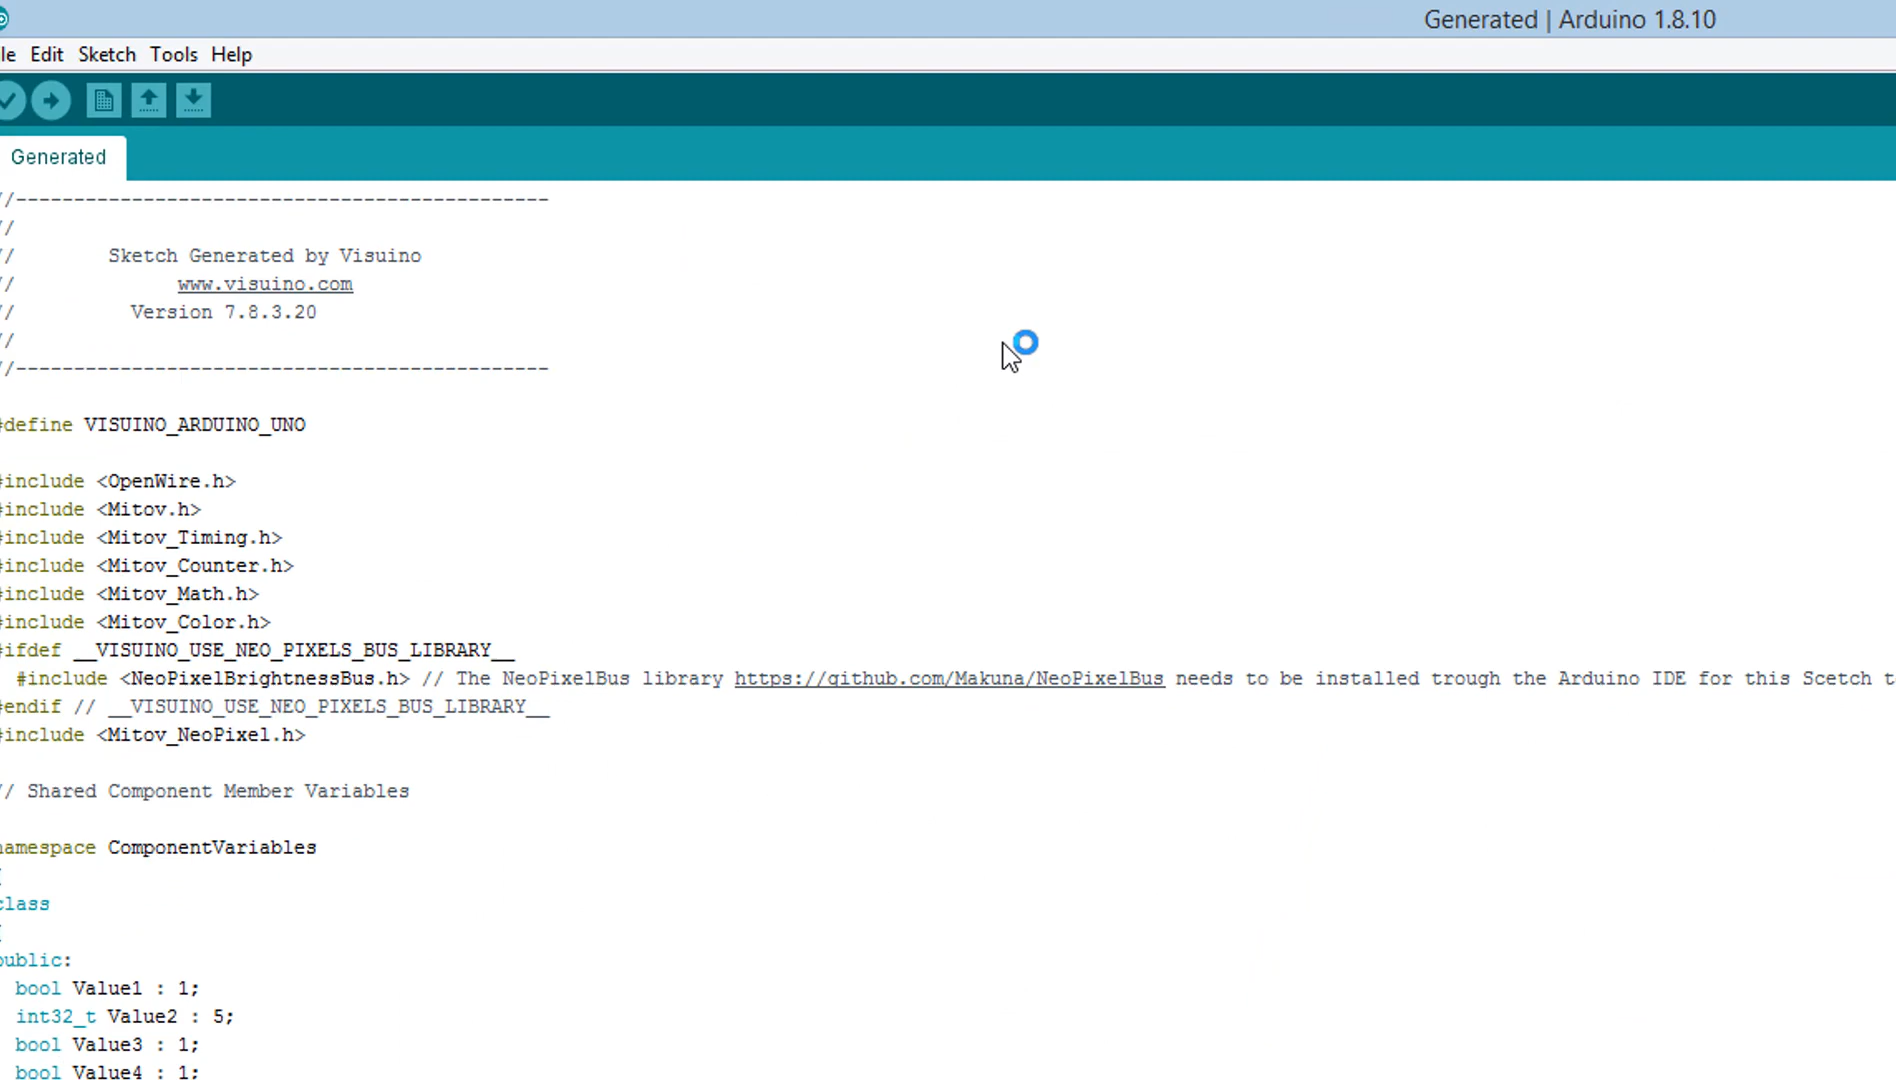 Generated | Arduino 1.8.10
le Edit Sketch Tools Help
Generated
//----------------------------------------------
//
// Sketch Generated by Visuino
// www.visuino.com
// Version 7.8.3.20
//
//----------------------------------------------
#define VISUINO_ARDUINO_UNO
#include <OpenWire.h>
#include <Mitov.h>
#include <Mitov_Timing.h>
#include <Mitov_Counter.h>
#include <Mitov_Math.h>
#include <Mitov_Color.h>
#ifdef __VISUINO_USE_NEO_PIXELS_BUS_LIBRARY__
#include <NeoPixelBrightnessBus.h> // The NeoPixelBus library https://github.com/Makuna/NeoPixelBus needs to be installed trough the Arduino IDE for this Scetch t
#endif // __VISUINO_USE_NEO_PIXELS_BUS_LIBRARY__
#include <Mitov_NeoPixel.h>
// Shared Component Member Variables
namespace ComponentVariables
{
class
{
public:
bool Value1 : 1;
int32_t Value2 : 5;
bool Value3 : 1;
bool Value4 : 1;